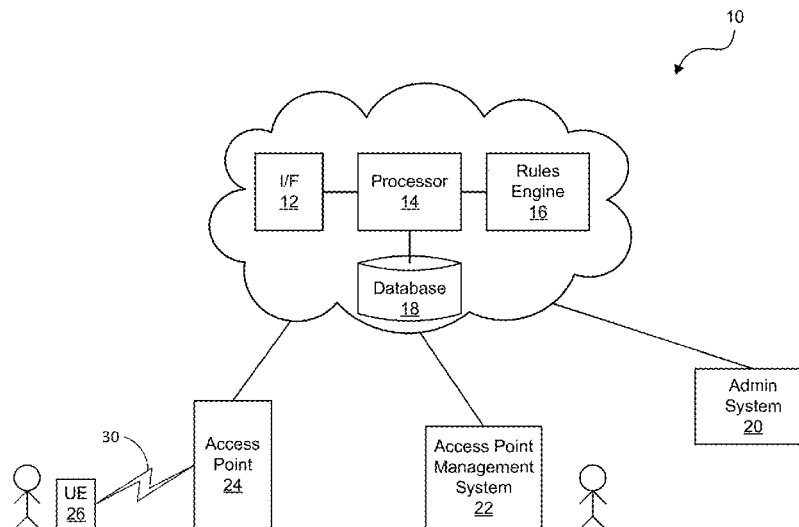 10
I/F
12
Processor
14
Rules
Engine
16
Database
18
Admin
System
20
30
Access
Point
24
Access Point
Management
System
22
UE
26